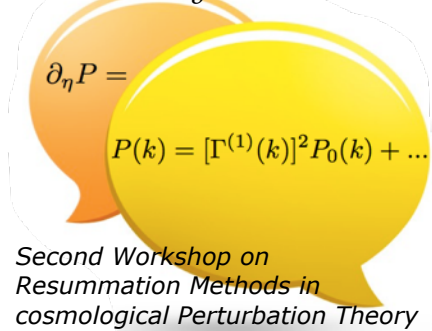 ∂ηP =
P(k) = [Γ⁽¹⁾(k)]²P₀(k) + ...
Second Workshop on
Resummation Methods in
cosmological Perturbation Theory